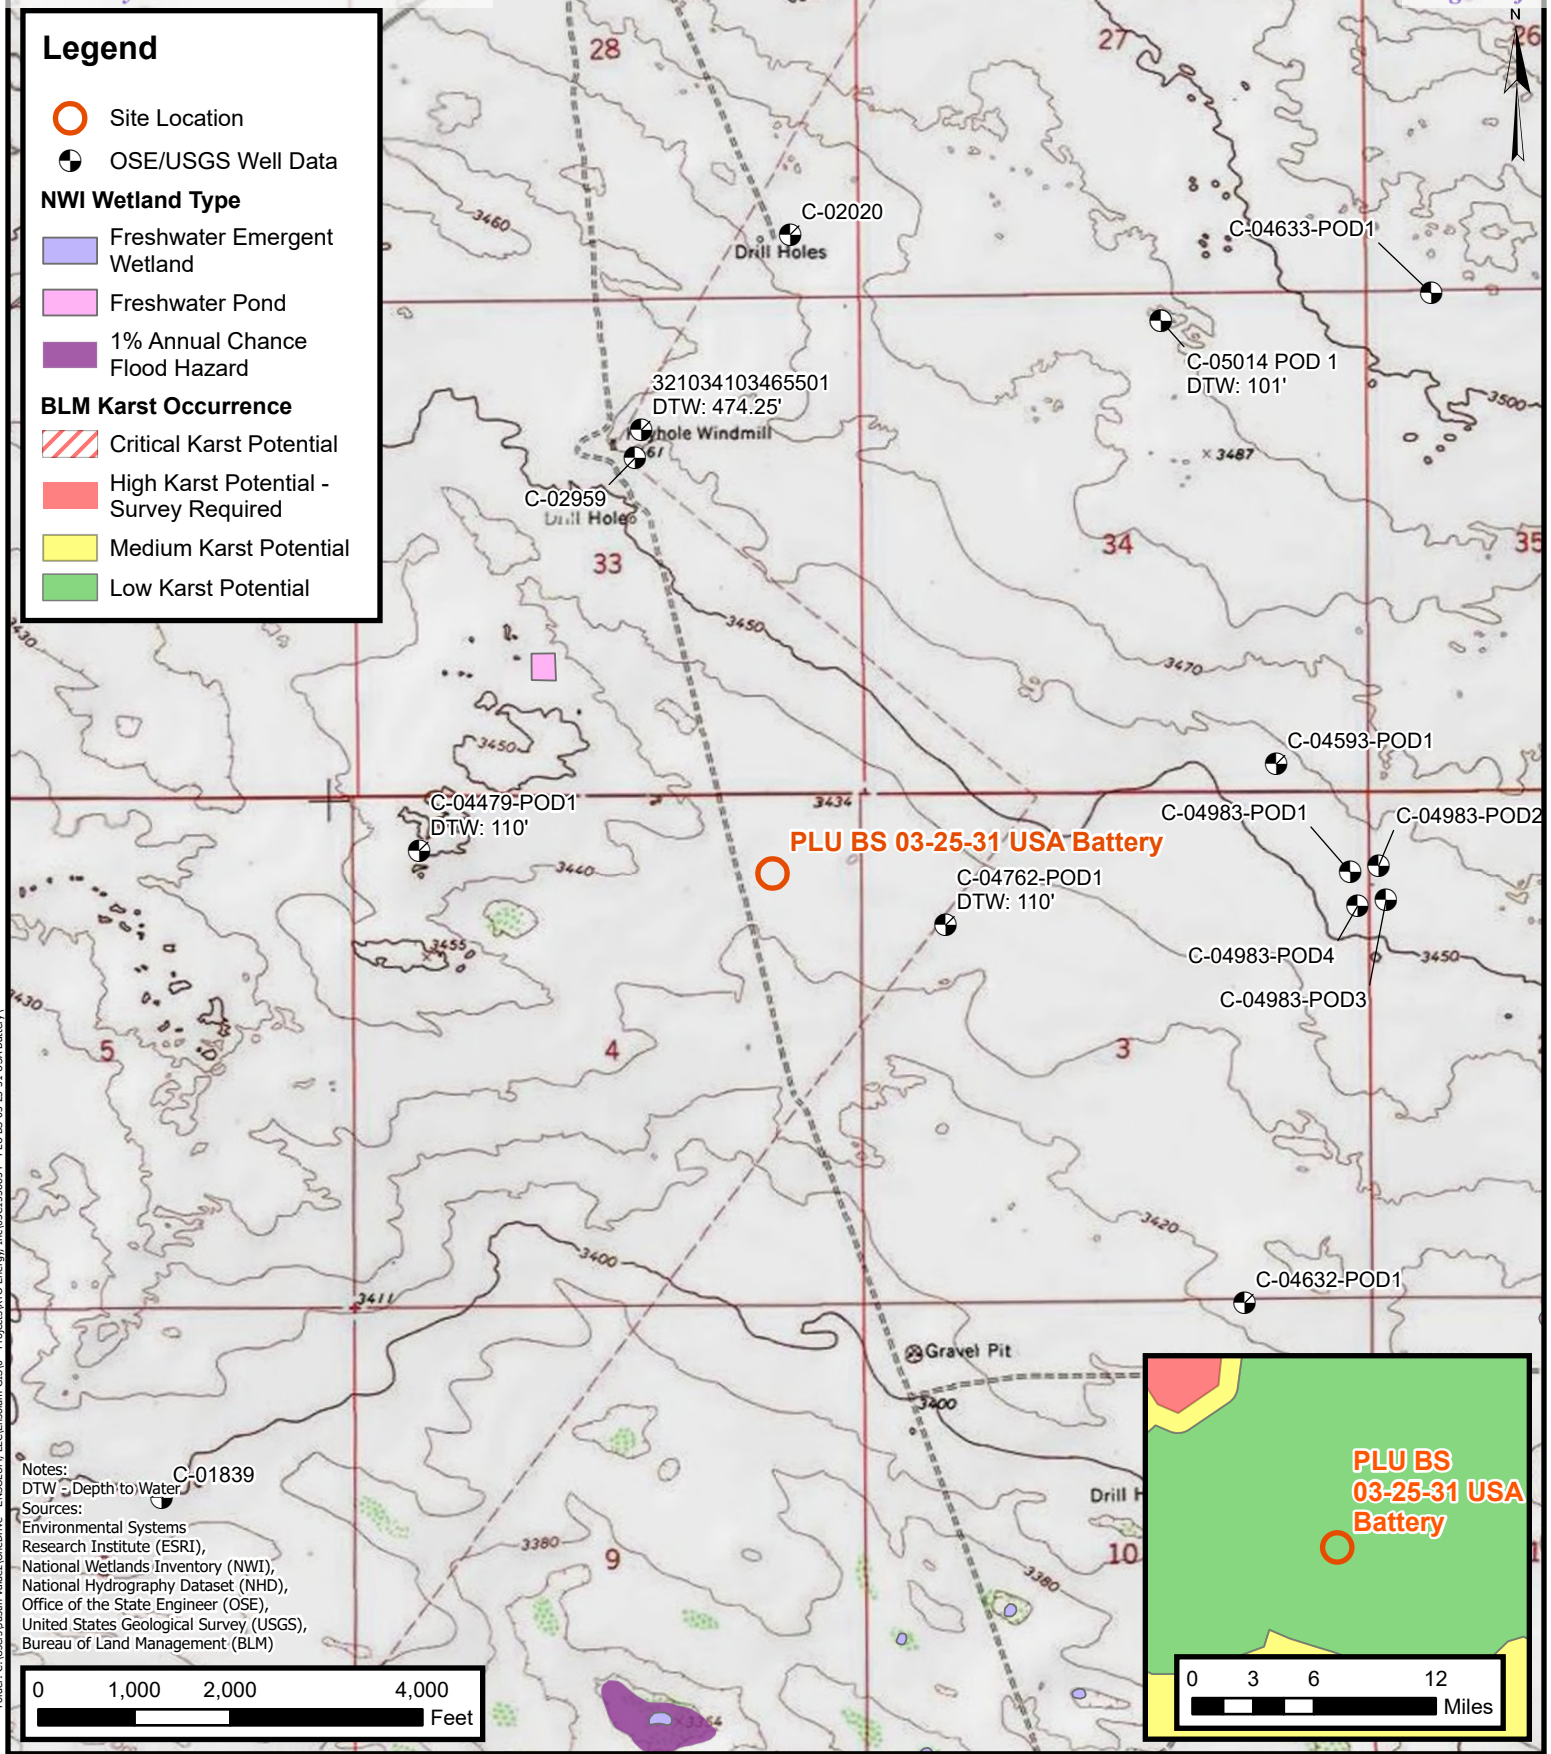 Legend
Site Location
OSE/USGS Well Data
NWI Wetland Type
Freshwater Emergent
Wetland
Freshwater Pond
1% Annual Chance
Flood Hazard
BLM Karst Occurrence
Critical Karst Potential
High Karst Potential -
Survey Required
Medium Karst Potential
Low Karst Potential
N
28
27
26
3460
C-02020
Drill Holes
C-04633-POD1
C-05014 POD 1
DTW: 101'
3500
321034103465501
DTW: 474.25'
Windmill
61
×3487
C-02959
Drill Holes
33
34
35
3430
3450
3470
3450
C-04593-POD1
C-04479-POD1
DTW: 110'
3434
C-04983-POD1
C-04983-POD2
PLU BS 03-25-31 USA Battery
3440
C-04762-POD1
DTW: 110'
3455
C-04983-POD4
3450
3430
C-04983-POD3
5
4
3
3420
3400
C-04632-POD1
3411
Gravel Pit
3400
C-01839
Drill
3380
9
10
3380
3354
Notes:
DTW - Depth to Water
Sources:
Environmental Systems
Research Institute (ESRI),
National Wetlands Inventory (NWI),
National Hydrography Dataset (NHD),
Office of the State Engineer (OSE),
United States Geological Survey (USGS),
Bureau of Land Management (BLM)
0 1,000 2,000 4,000
Feet
PLU BS
03-25-31 USA
Battery
0 3 6 12
Miles